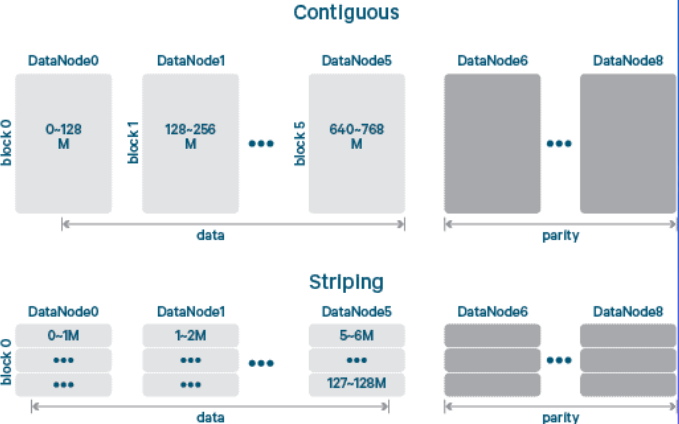 Contiguous
DataNode0 DataNode1 DataNode5 DataNode6 DataNode8
block 0
0~128
M
block 1
128~256
M
•••
block 5
640~768
M
•••
data parity
Striping
DataNode0 DataNode1 DataNode5 DataNode6 DataNode8
block 0
0~1M 1~2M 5~6M
••• ••• ••• ••• •••
••• ••• 127~128M
data parity